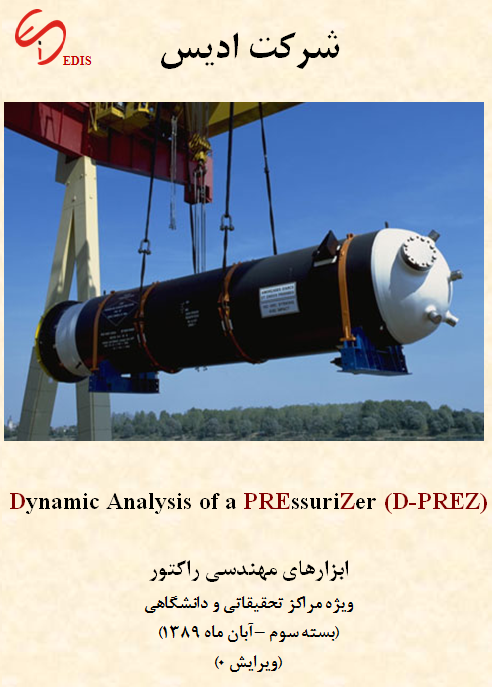 EDIS
شرکت ادیس
Dynamic Analysis of a PREssuriZer (D-PREZ)
ابزارهای مهندسی راکتور
ویژه مراکز تحقیقاتی و دانشگاهی
(بسته سوم – آبان ماه ۱۳۸۹)
(ویرایش ۰)